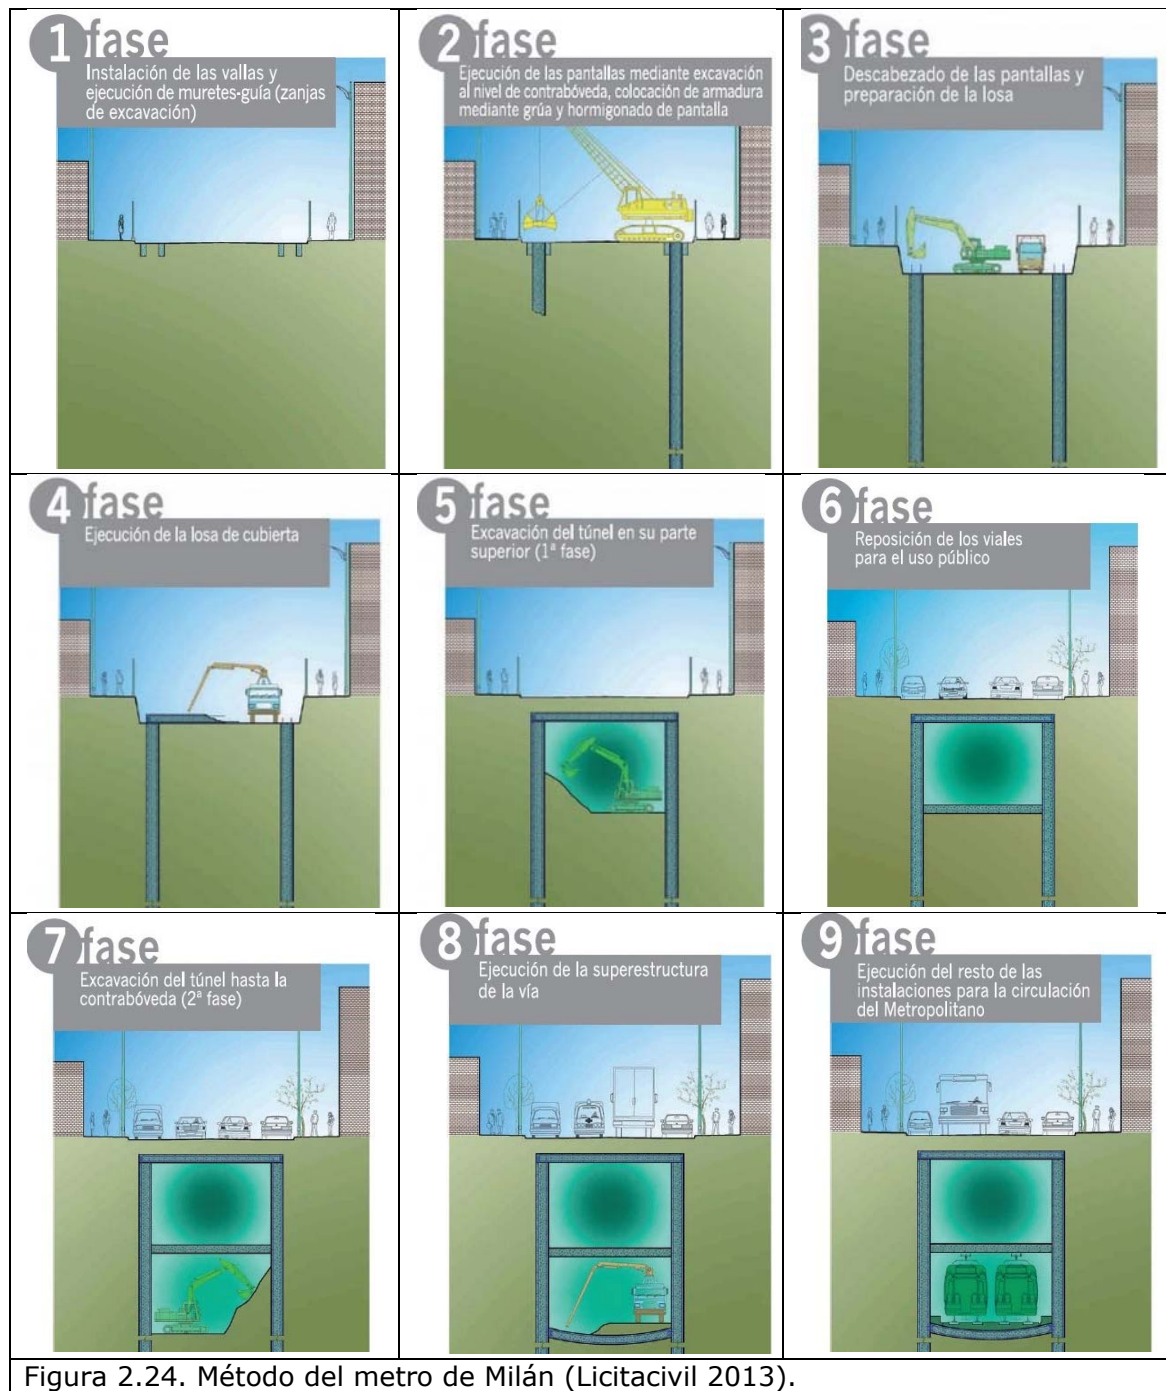 1 fase
Instalación de las vallas y
ejecución de muretes-guía (zanjas
de excavación)
2 fase
Ejecución de las pantallas mediante excavación
al nivel de contrabóveda, colocación de armadura
mediante grúa y hormigonado de pantalla
3 fase
Descabezado de las pantallas y
preparación de la losa
4 fase
Ejecución de la losa de cubierta
5 fase
Excavación del túnel en su parte
superior (1ª fase)
6 fase
Reposición de los viales
para el uso público
7 fase
Excavación del túnel hasta la
contrabóveda (2ª fase)
8 fase
Ejecución de la superestructura
de la vía
9 fase
Ejecución del resto de las
instalaciones para la circulación
del Metropolitano
Figura 2.24. Método del metro de Milán (Licitacivil 2013).